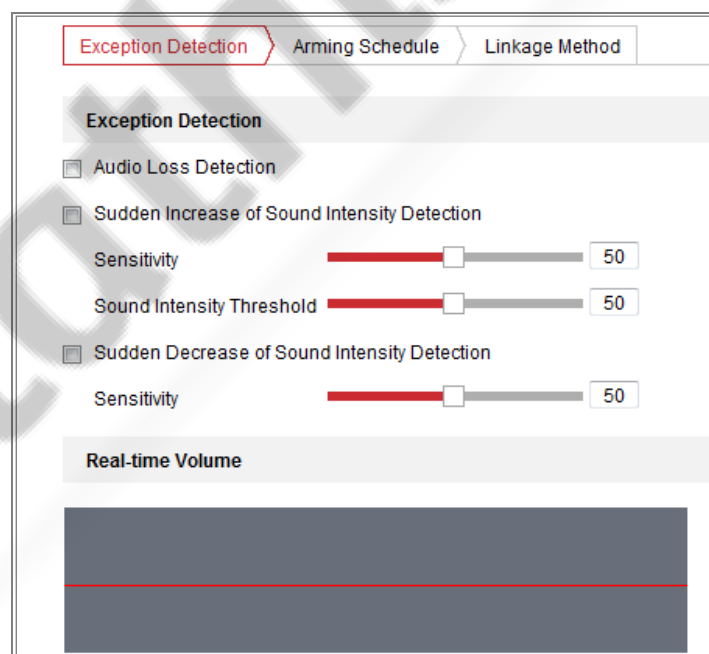 Exception Detection Arming Schedule Linkage Method
Exception Detection
Audio Loss Detection
Sudden Increase of Sound Intensity Detection
Sensitivity 50
Sound Intensity Threshold 50
Sudden Decrease of Sound Intensity Detection
Sensitivity 50
Real-time Volume